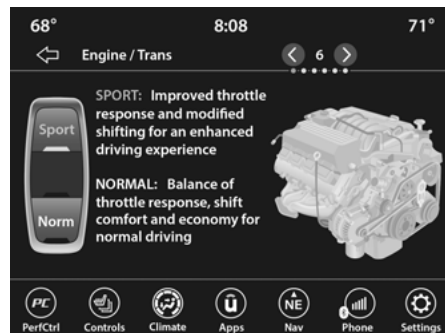 68°
8:08
71°
Engine / Trans
6
Sport
Norm
SPORT: Improved throttle
response and modified
shifting for an enhanced
driving experience
NORMAL: Balance of
throttle response, shift
comfort and economy for
normal driving
PC
NE
PerfCtrl
Controls
Climate
Apps
Nav
Phone
Settings